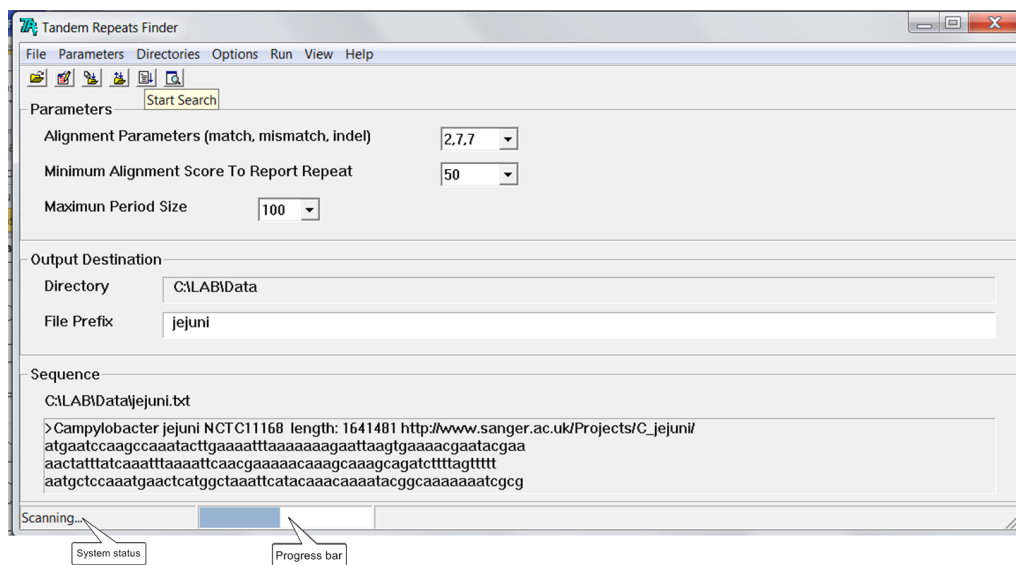 Tandem Repeats Finder
File Parameters Directories Options Run View Help
Start Search
Parameters
Alignment Parameters (match, mismatch, indel) 2,7,7
Minimum Alignment Score To Report Repeat 50
Maximun Period Size 100
Output Destination
Directory C:\LAB\Data
File Prefix jejuni
Sequence
C:\LAB\Data\jejuni.txt
>Campylobacter jejuni NCTC11168 length: 1641481 http://www.sanger.ac.uk/Projects/C_jejuni/
atgaatccaagccaaatacttgaaaatttaaaaaaagaattaagtgaaaacgaatacgaa
aactatttatcaaatttaaaattcaacgaaaaacaaagcaaagcagatcttttagttttt
aatgctccaaatgaactcatggctaaattcatacaaacaaaatacggcaaaaaaatcgcg
Scanning...
System status
Progress bar